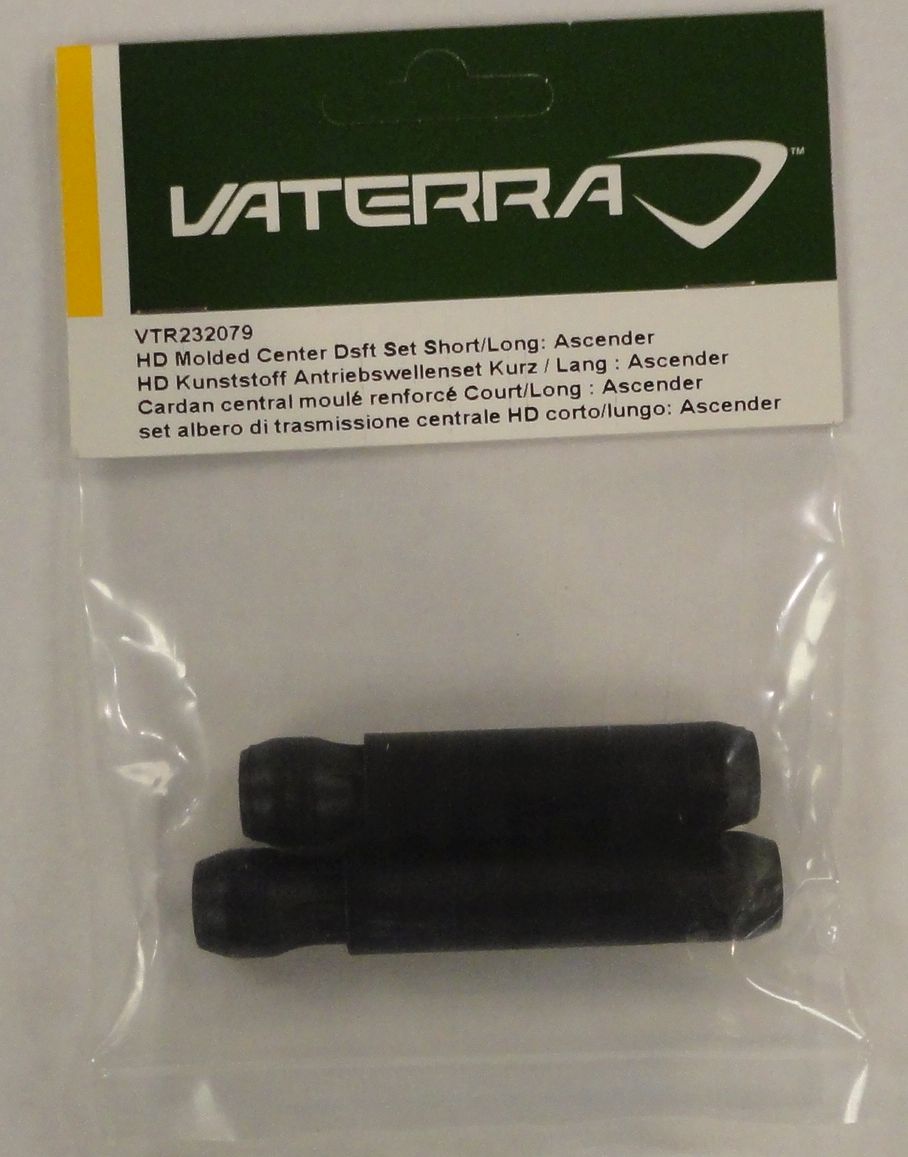 VATERRA™
VTR232079
HD Molded Center Dsft Set Short/Long: Ascender
HD Kunststoff Antriebswellenset Kurz / Lang : Ascender
Cardan central moulé renforcé Court/Long : Ascender
set albero di trasmissione centrale HD corto/lungo: Ascender